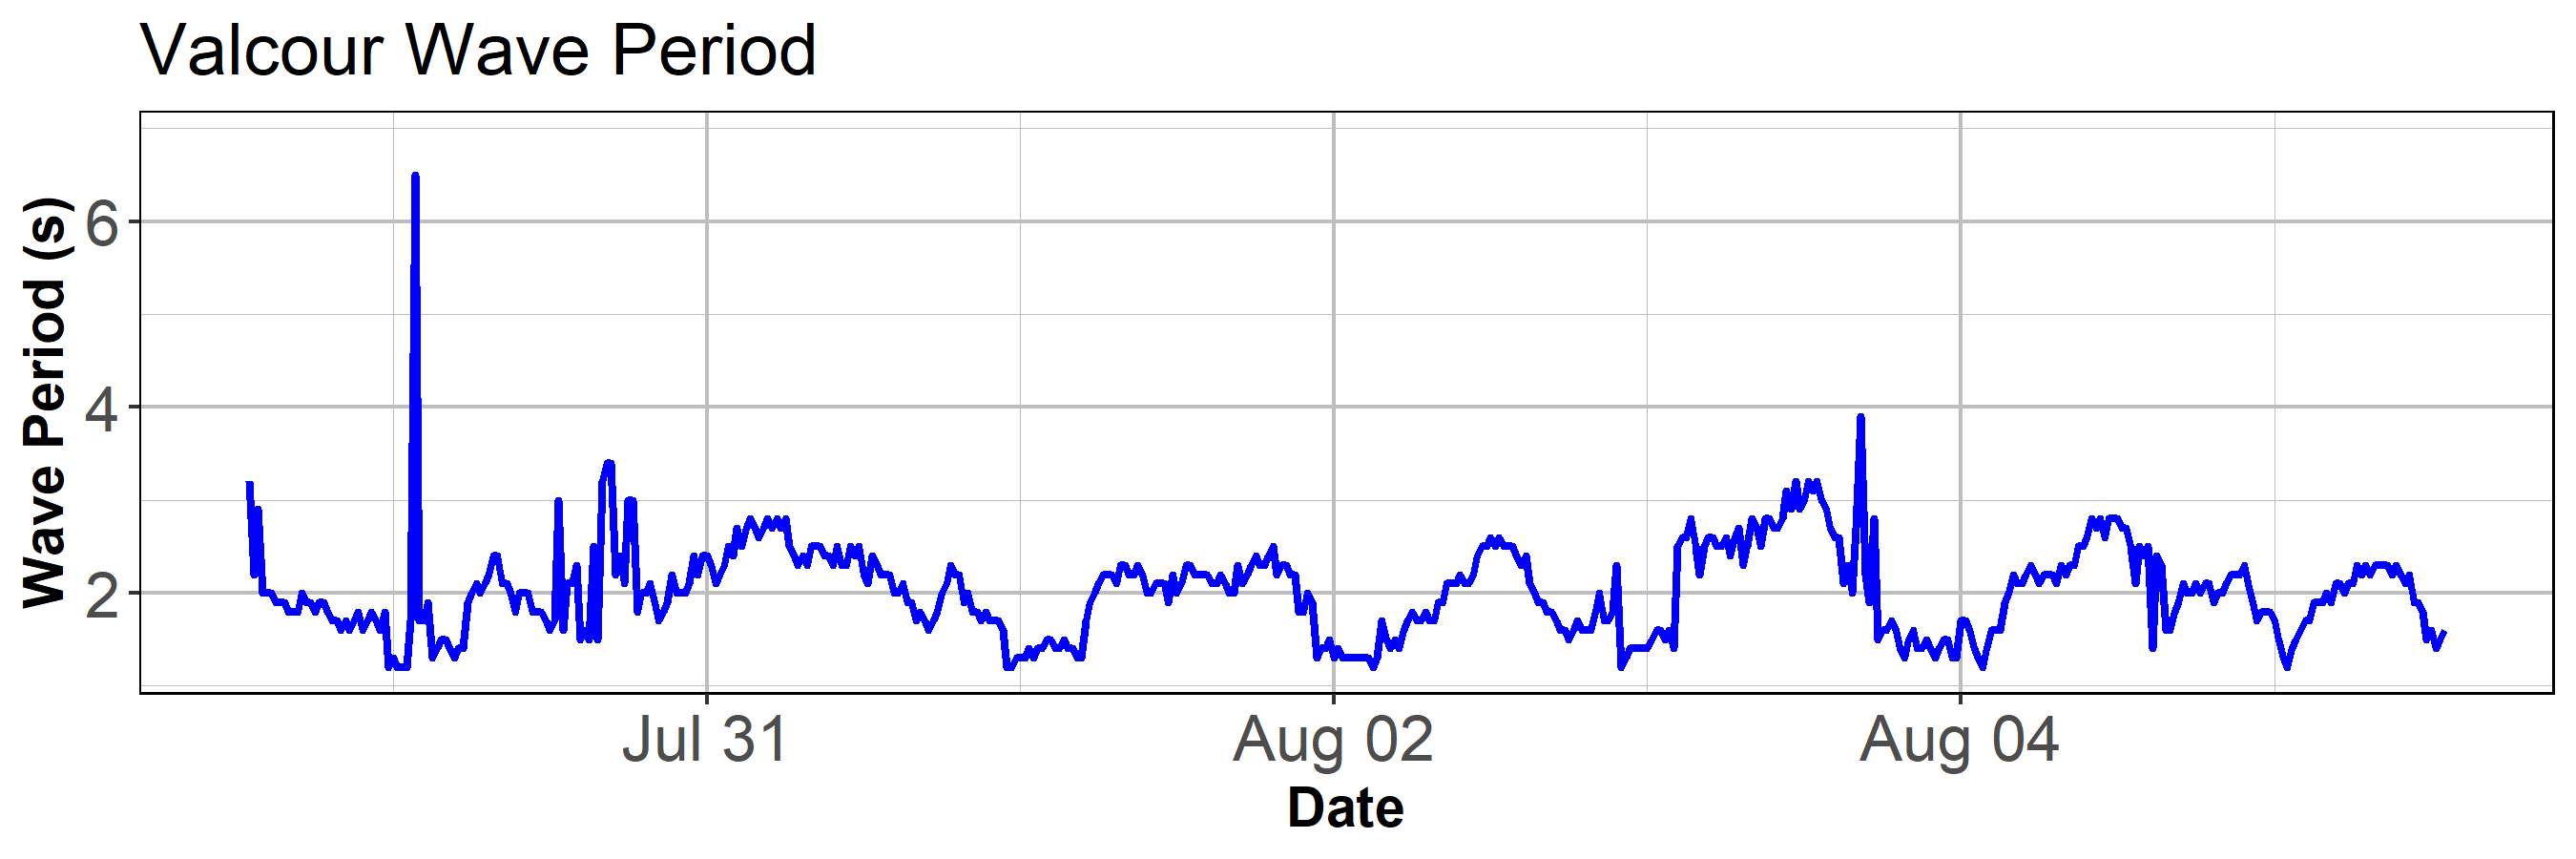 Valcour Wave Period
Wave Period (s)
6
4
2
Jul 31
Aug 02
Aug 04
Date